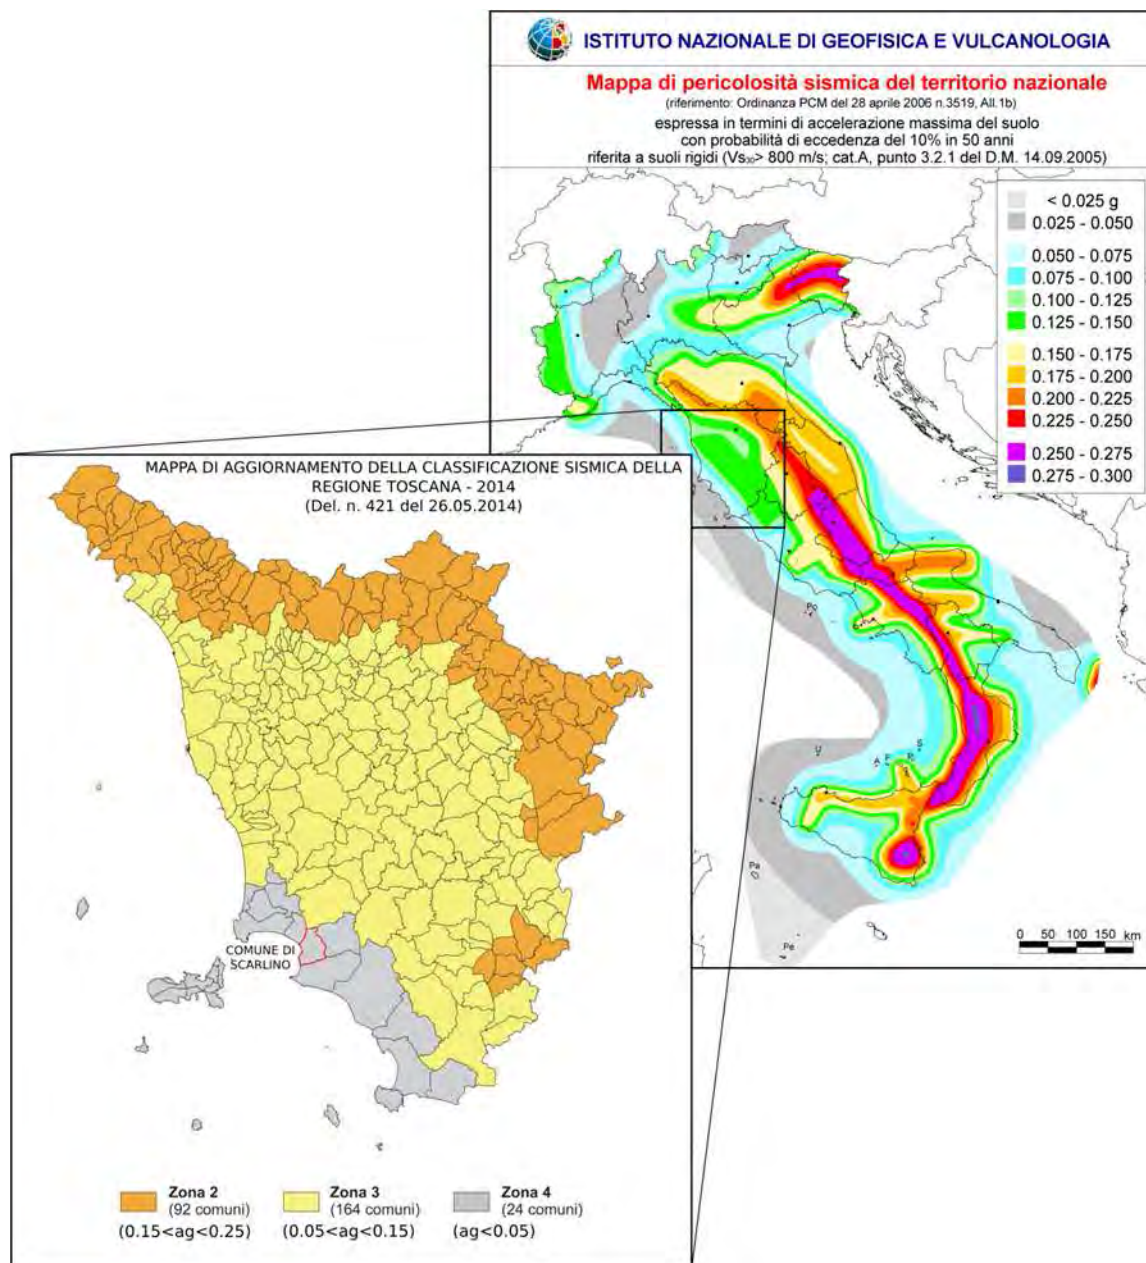 ISTITUTO NAZIONALE DI GEOFISICA E VULCANOLOGIA
Mappa di pericolosità sismica del territorio nazionale
(riferimento: Ordinanza PCM del 28 aprile 2006 n.3519, All.1b)
espressa in termini di accelerazione massima del suolo
con probabilità di eccedenza del 10% in 50 anni
riferita a suoli rigidi (Vs₃₀> 800 m/s; cat.A, punto 3.2.1 del D.M. 14.09.2005)
< 0.025 g
0.025 - 0.050
0.050 - 0.075
0.075 - 0.100
0.100 - 0.125
0.125 - 0.150
0.150 - 0.175
0.175 - 0.200
0.200 - 0.225
0.225 - 0.250
0.250 - 0.275
0.275 - 0.300
Po
U
A
F
S
Pa
Pe
0 50 100 150
km
MAPPA DI AGGIORNAMENTO DELLA CLASSIFICAZIONE SISMICA DELLA
REGIONE TOSCANA - 2014
(Del. n. 421 del 26.05.2014)
COMUNE DI
SCARLINO
Zona 2
(92 comuni)
(0.15<ag<0.25)
Zona 3
(164 comuni)
(0.05<ag<0.15)
Zona 4
(24 comuni)
(ag<0.05)